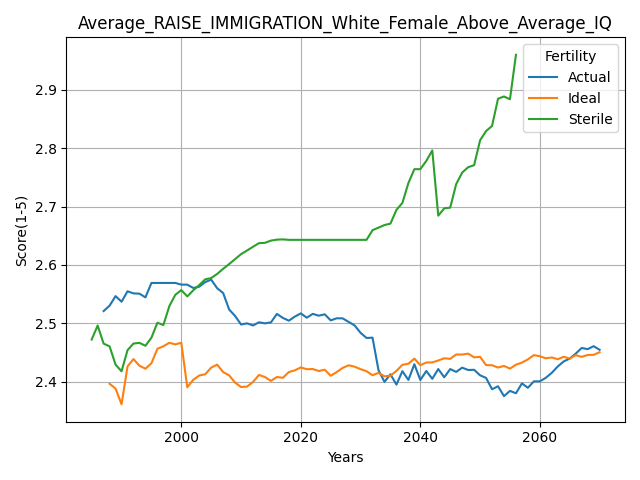 Average_RAISE_IMMIGRATION_White_Female_Above_Average_IQ
Fertility
Actual
Ideal
Sterile
Score(1-5)
2.9
2.8
2.7
2.6
2.5
2.4
2000
2020
2040
2060
Years